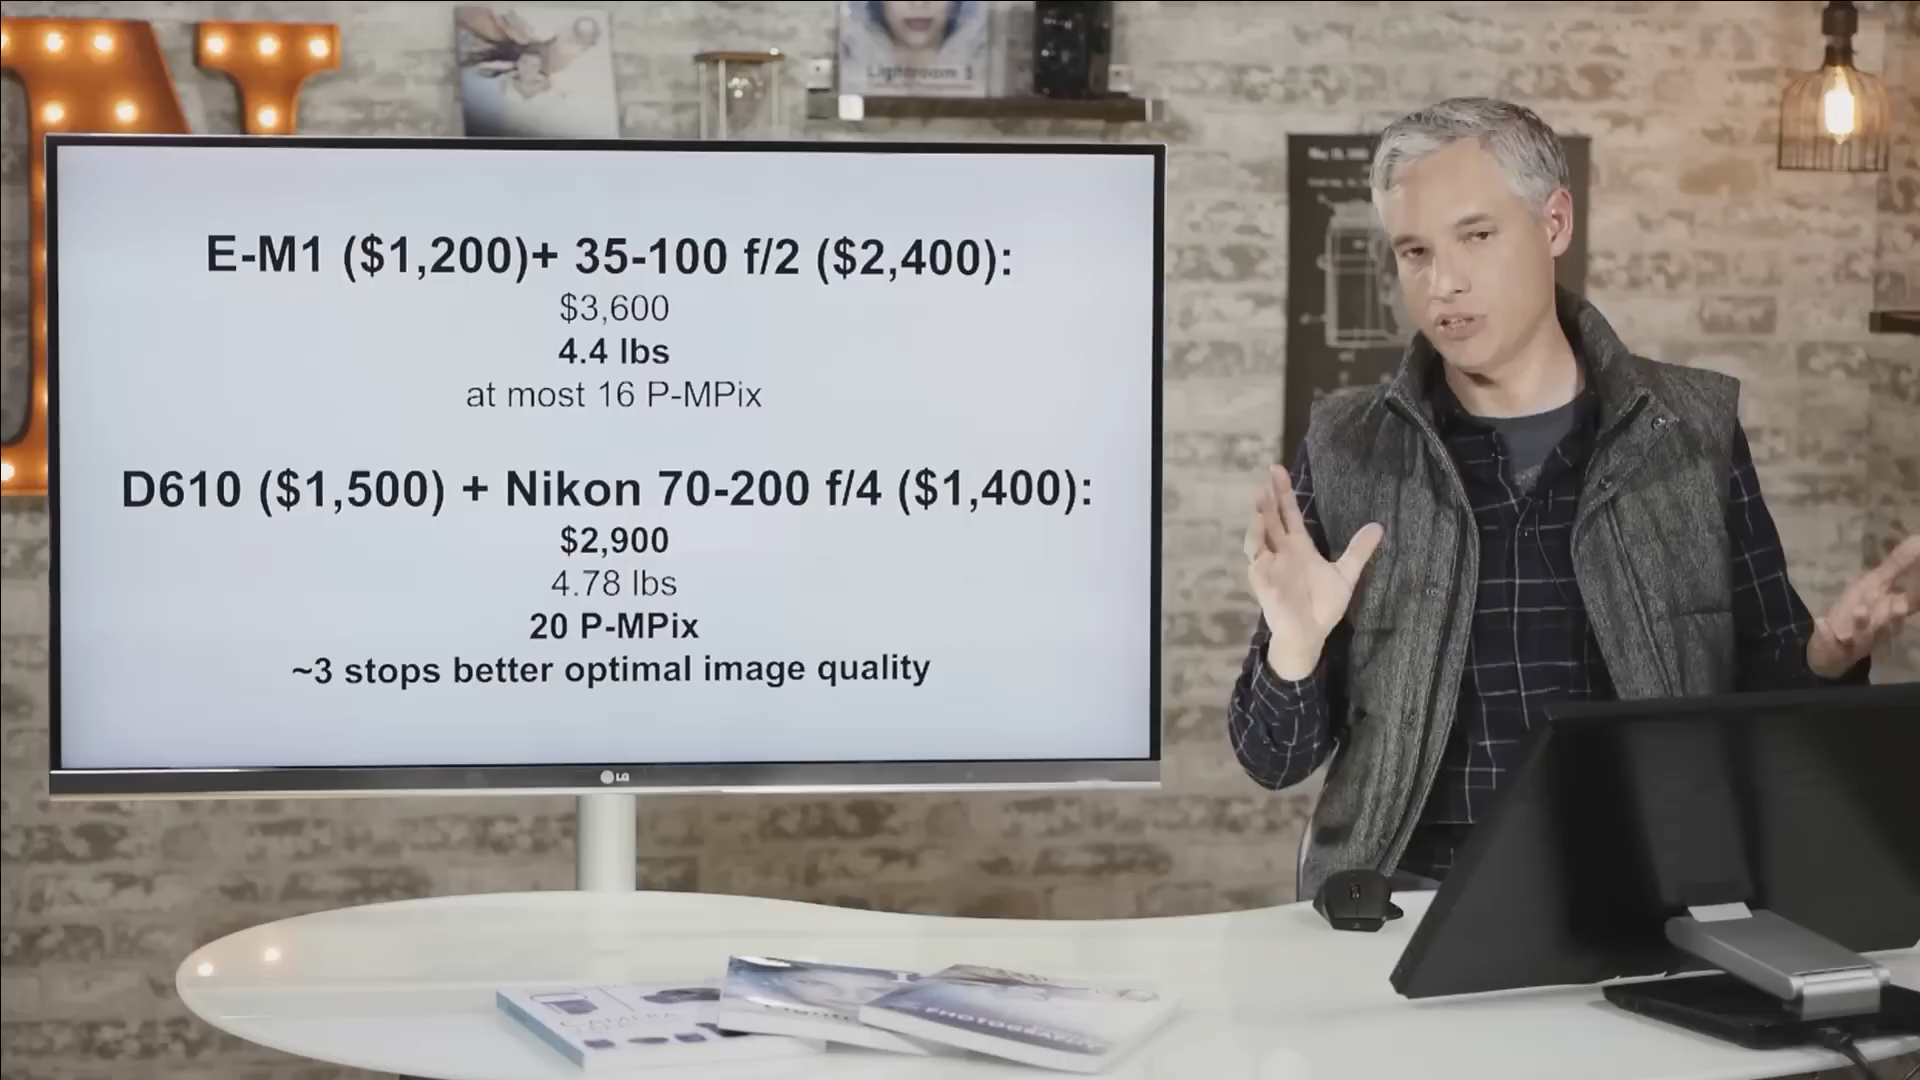 Lightroom 5
E-M1 ($1,200)+ 35-100 f/2 ($2,400):
$3,600
4.4 lbs
at most 16 P-MPix
D610 ($1,500) + Nikon 70-200 f/4 ($1,400):
$2,900
4.78 lbs
20 P-MPix
~3 stops better optimal image quality
LG
CAMERA
PHOTOGRAPHY